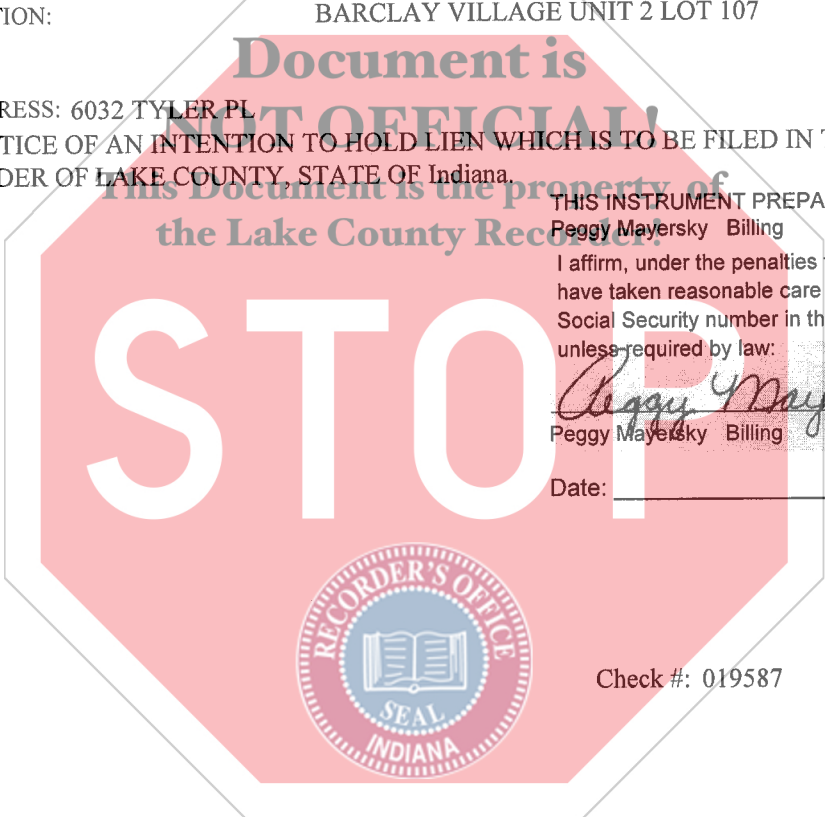 TION: BARCLAY VILLAGE UNIT 2 LOT 107
Document is
RESS: 6032 TYLER PL
NOT OFFICIAL!
TICE OF AN INTENTION TO HOLD LIEN WHICH IS TO BE FILED IN T
DER OF LAKE COUNTY, STATE OF Indiana.
This Document is the property of
the Lake County Recorder!
THIS INSTRUMENT PREPA
Peggy Mayersky Billing
I affirm, under the penalties
have taken reasonable care
Social Security number in th
unless required by law:
Peggy May
Peggy Mayersky Billing
Date:
STOP
RECORDER'S OFFICE
SEAL
INDIANA
Check #: 019587